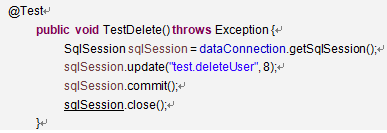 @Test
public void TestDelete() throws Exception {
SqlSession sqlSession = dataConnection.getSqlSession();
sqlSession.update("test.deleteUser", 8);
sqlSession.commit();
sqlSession.close();
}